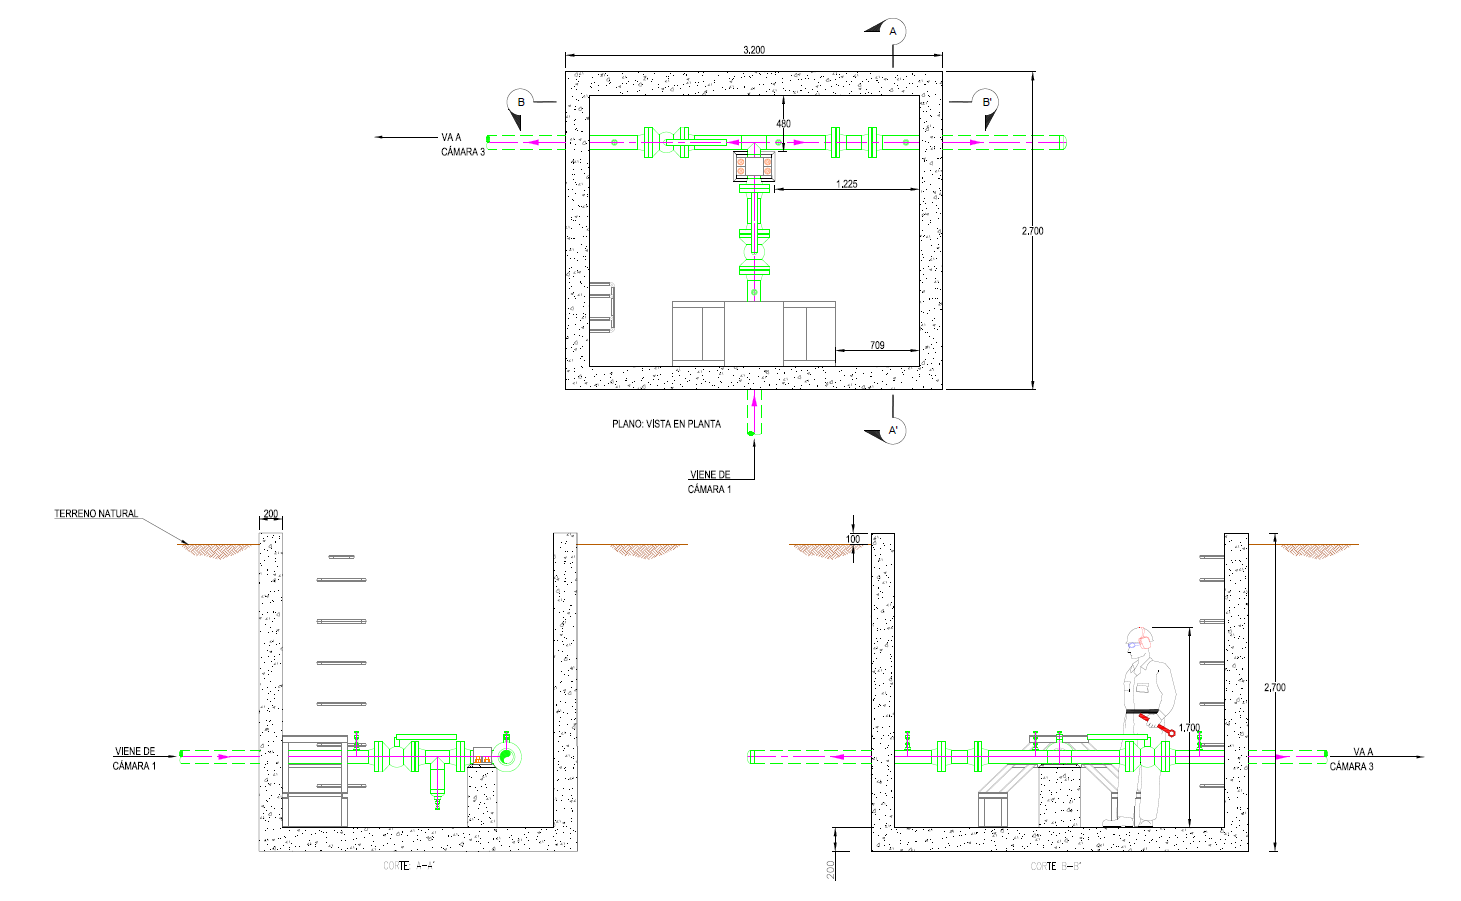 A
3,200
B
B'
VA A
CÁMARA 3
480
1.225
2,700
709
PLANO: VISTA EN PLANTA
A'
VIENE DE
CÁMARA 1
TERRENO NATURAL
200
100
2,700
1.700
VIENE DE
CÁMARA 1
VA A
CÁMARA 3
CORTE A-A'
CORTE B-B'
200